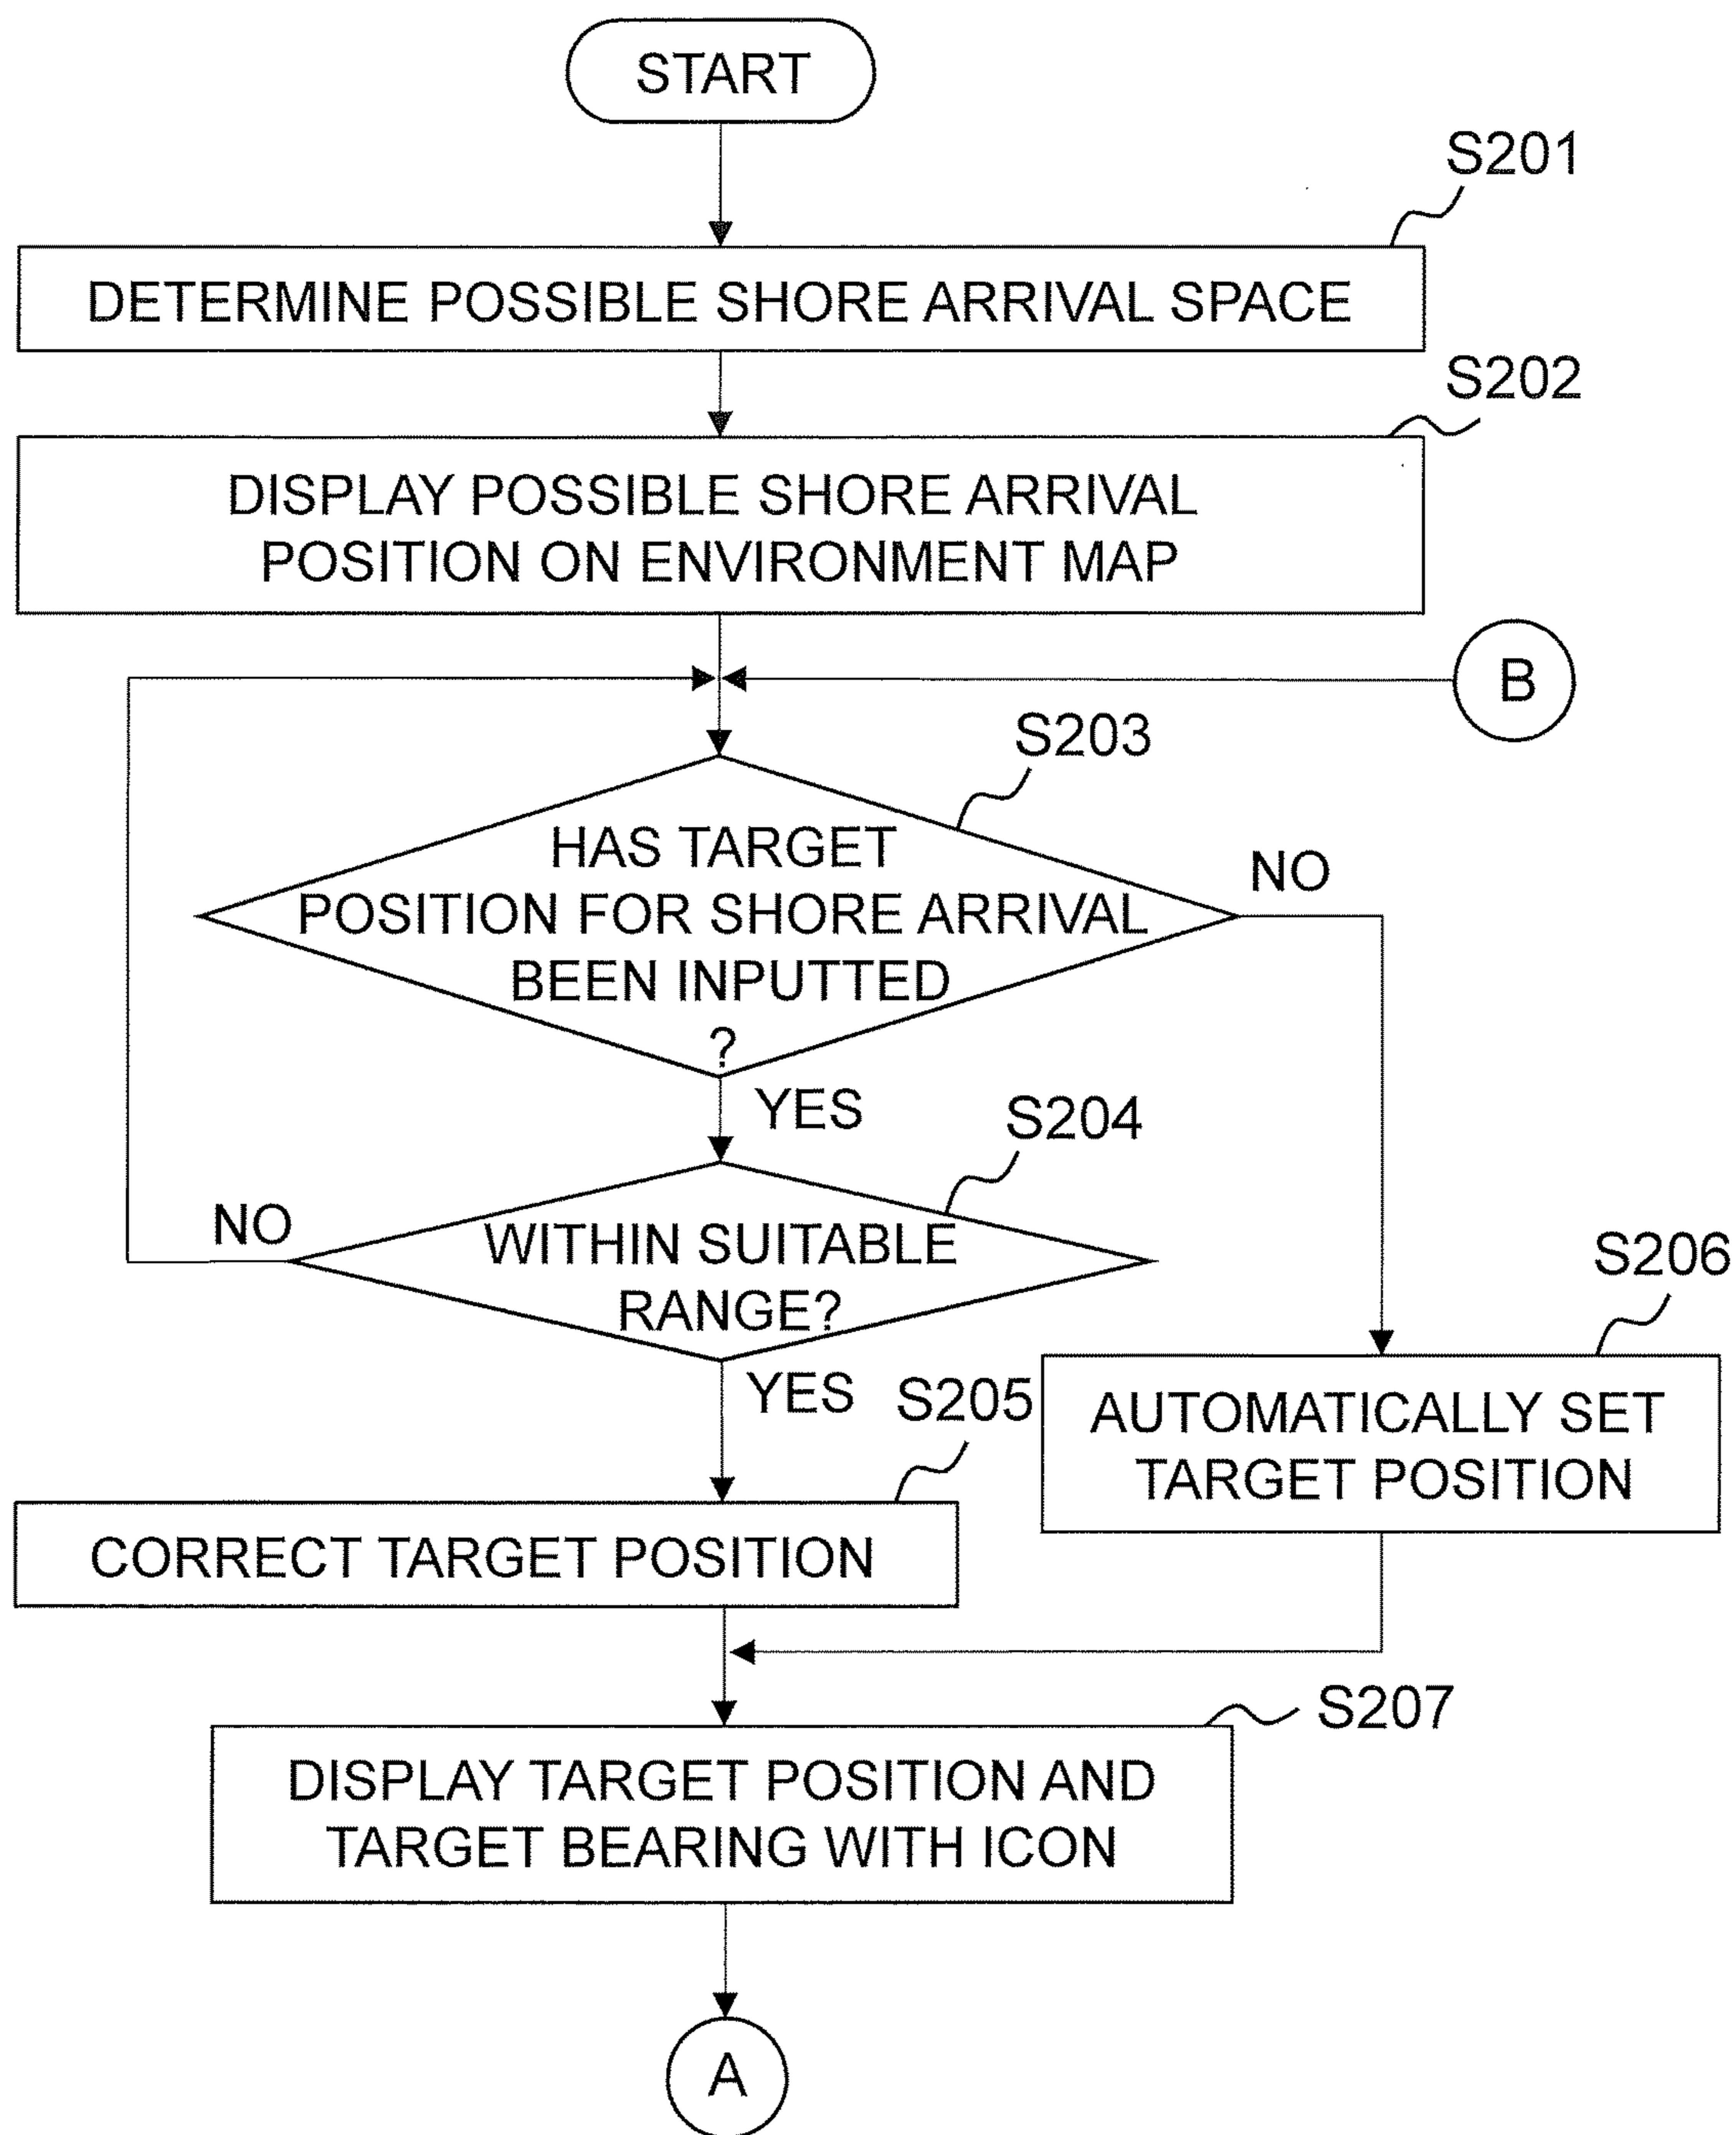 START
S201
DETERMINE POSSIBLE SHORE ARRIVAL SPACE
S202
DISPLAY POSSIBLE SHORE ARRIVAL
POSITION ON ENVIRONMENT MAP
B
S203
HAS TARGET
POSITION FOR SHORE ARRIVAL
BEEN INPUTTED
?
NO
YES
S204
NO
WITHIN SUITABLE
RANGE?
YES
S206
AUTOMATICALLY SET
TARGET POSITION
S205
CORRECT TARGET POSITION
S207
DISPLAY TARGET POSITION AND
TARGET BEARING WITH ICON
A